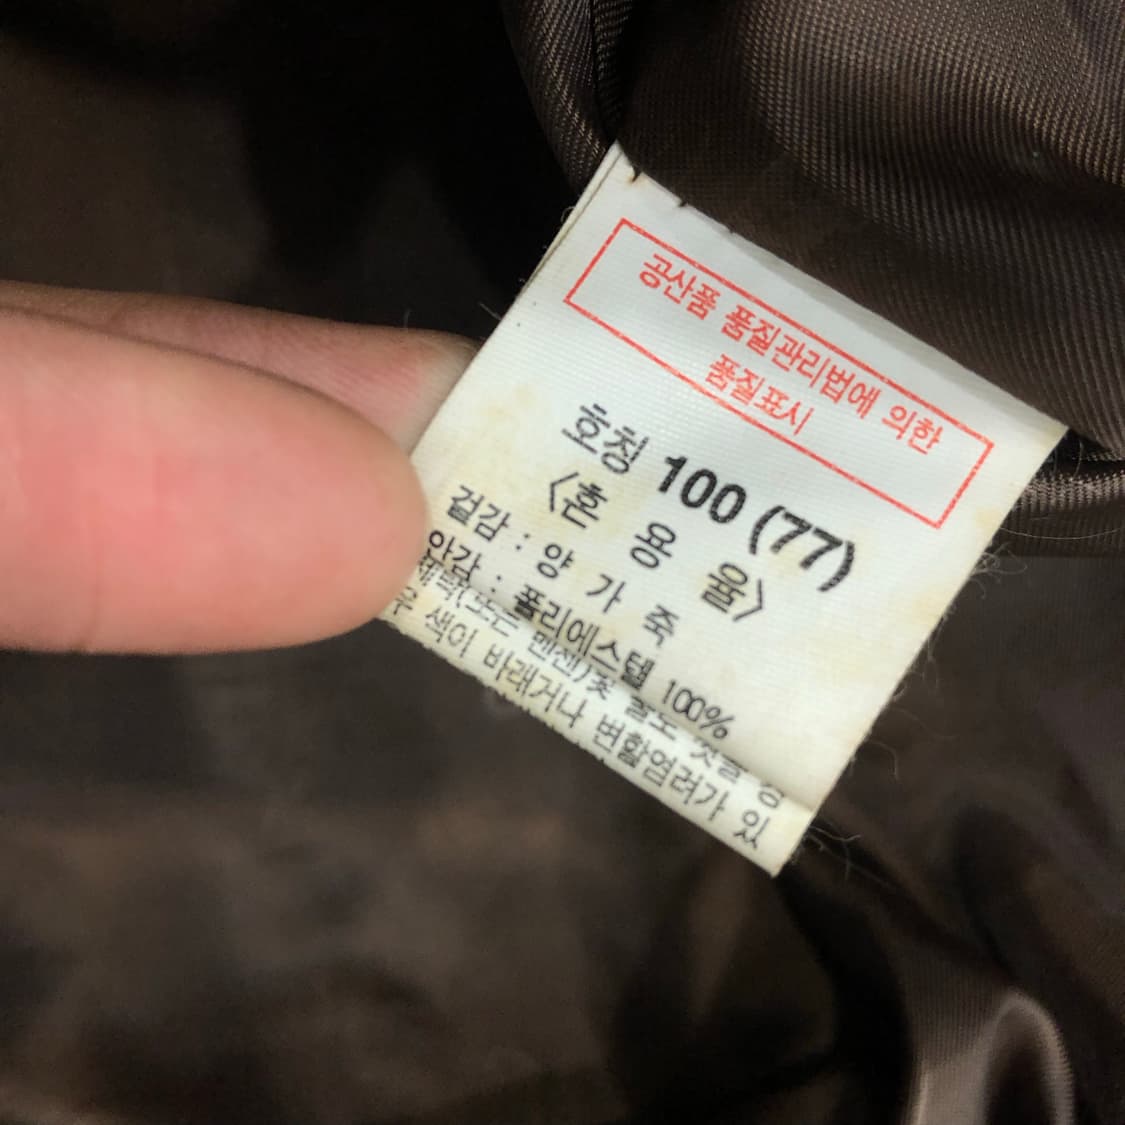 공산품 품질관리법에 의한
품질표시
호칭 100 (77)
〈혼 용 율〉
겉감 : 양 가 죽
안감 : 폴리에스텔 100%
색이 바래거나 변할염려가 있